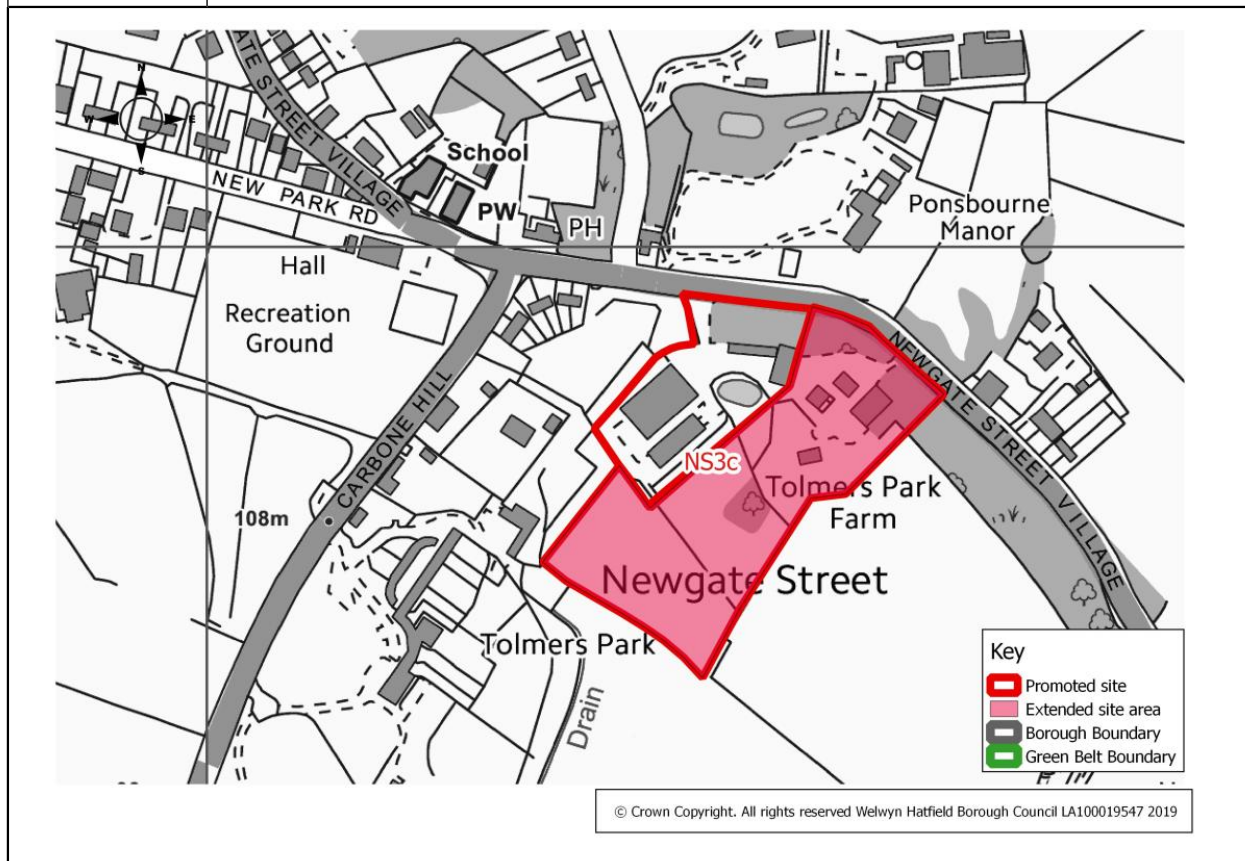 GATE STREET VILLAGE
N
W E
S
School
NEW PARK RD
PW
PH
Ponsbourne
Manor
Hall
Recreation
Ground
NEWGATE STREET VILLAGE
CARBONE HILL
NS3c
108m
Tolmers Park
Farm
Newgate Street
Tolmers Park
Drain
Key
Promoted site
Extended site area
Borough Boundary
Green Belt Boundary
© Crown Copyright. All rights reserved Welwyn Hatfield Borough Council LA100019547 2019